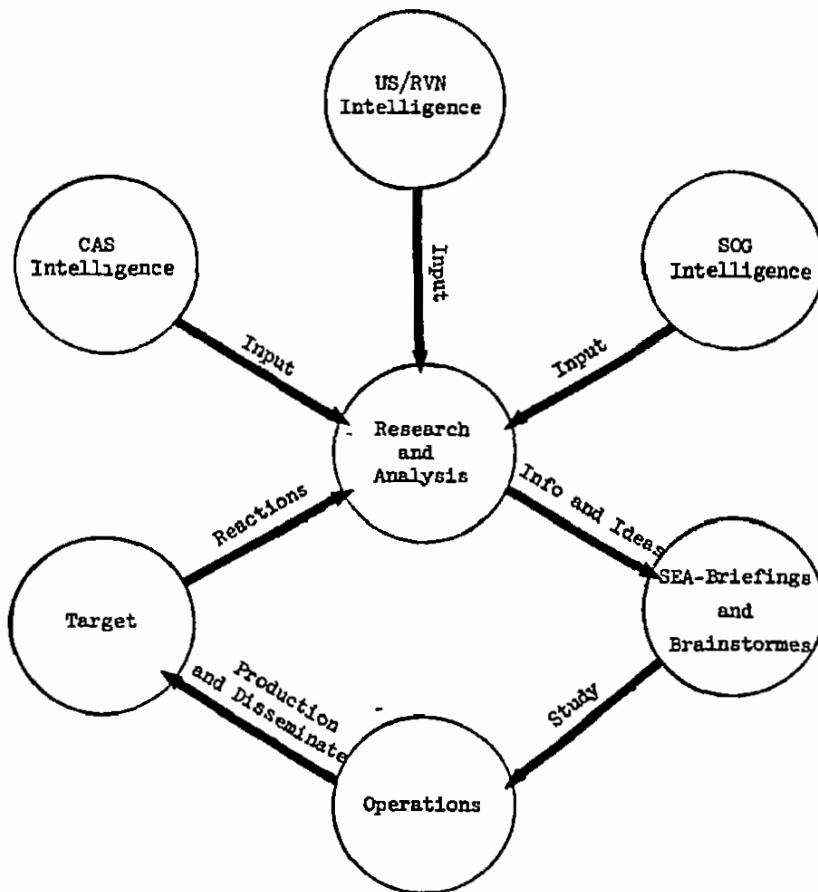 US/RVN
Intelligence
CAS
Intelligence
SOG
Intelligence
Input
Input
Input
Research
and
Analysis
Reactions
Info and Ideas
Target
SEA-Briefings
and
Brainstormes
Production
and Disseminate
Study
Operations